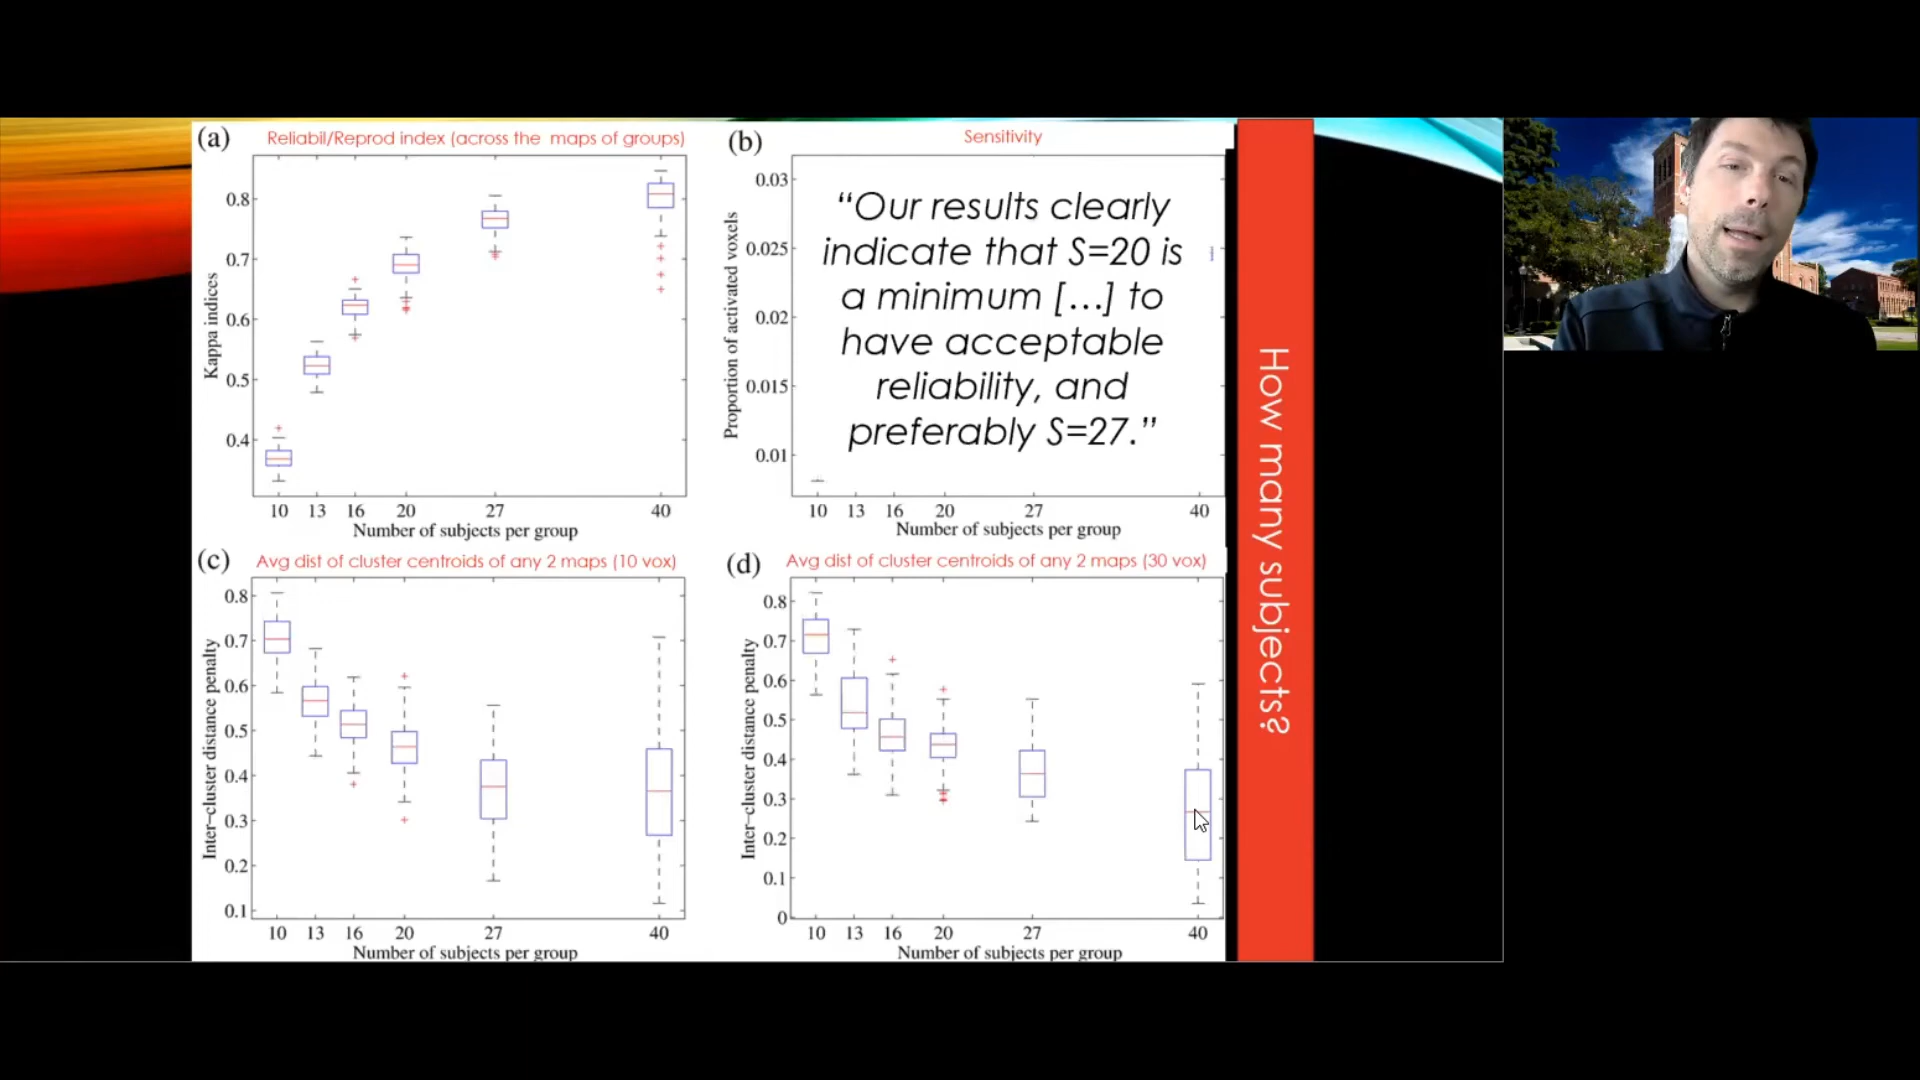 (a)
Reliabil/Reprod index (across the maps of groups)
Kappa indices
0.8
0.7
0.6
0.5
0.4
10 13 16 20 27 40
Number of subjects per group
(b)
Sensitivity
Proportion of activated voxels
0.03
0.025
0.02
0.015
0.01
“Our results clearly
indicate that S=20 is
a minimum [...] to
have acceptable
reliability, and
preferably S=27.”
10 13 16 20 27 40
Number of subjects per group
(c)
Avg dist of cluster centroids of any 2 maps (10 vox)
Inter-cluster distance penalty
0.8
0.7
0.6
0.5
0.4
0.3
0.2
0.1
10 13 16 20 27 40
Number of subjects per group
(d)
Avg dist of cluster centroids of any 2 maps (30 vox)
Inter-cluster distance penalty
0.8
0.7
0.6
0.5
0.4
0.3
0.2
0.1
0
10 13 16 20 27 40
Number of subjects per group
How many subjects?